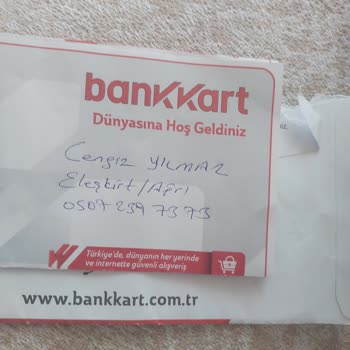 banKKart
Dünyasına Hoş Geldiniz
Cengiz YILMAZ
Eleşkirt/Ağrı
0507 239 73 73
Türkiye'de, dünyanın her yerinde
ve internette güvenli alışveriş
www.bankkart.com.tr